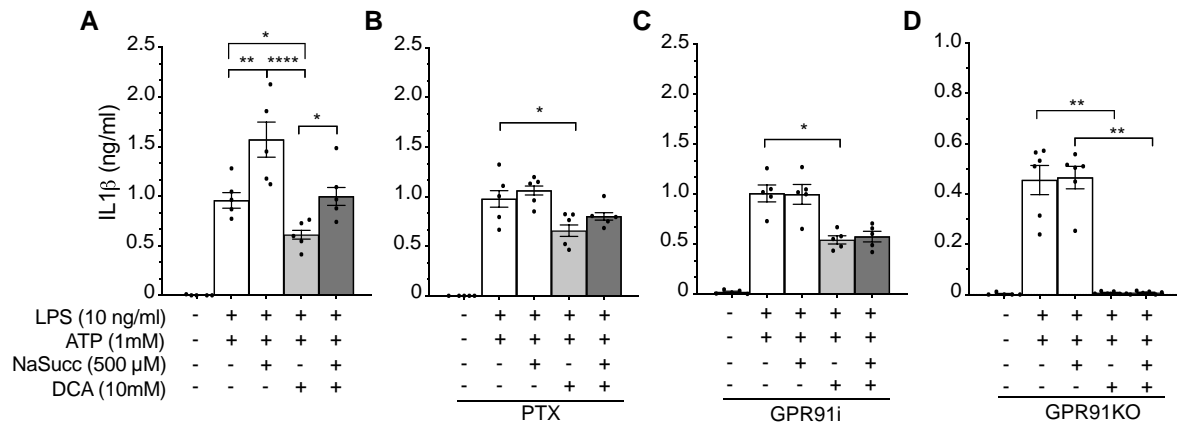 A B C D
* * * **
** **** **
*
2.5 2.5 2.5 1.0
2.0 2.0 2.0 0.8
1.5 1.5 1.5 0.6
1.0 1.0 1.0 0.4
0.5 0.5 0.5 0.2
0 0 0 0
IL1β (ng/ml)
LPS (10 ng/ml) - + + + + - + + + + - + + + + - + + + +
ATP (1mM) - + + + + - + + + + - + + + + - + + + +
NaSucc (500 µM) - - + - + - - + - + - - + - + - - + - +
DCA (10mM) - - - + + - - - + + - - - + + - - - + +
PTX GPR91i GPR91KO